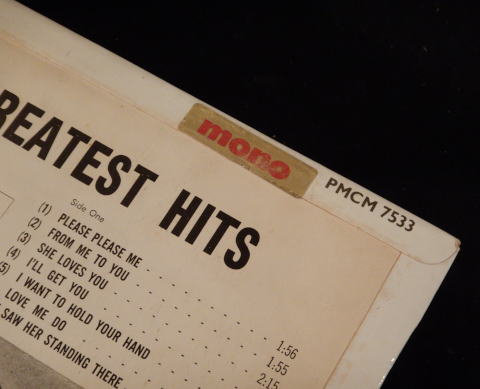 mono
PMCM 7533
REATEST HITS
Side One
(1) PLEASE PLEASE ME
(2) FROM ME TO YOU 1:56
(3) SHE LOVES YOU 1:55
(4) I'LL GET YOU 2:15
(5) I WANT TO HOLD YOUR HAND
LOVE ME DO
SAW HER STANDING THERE